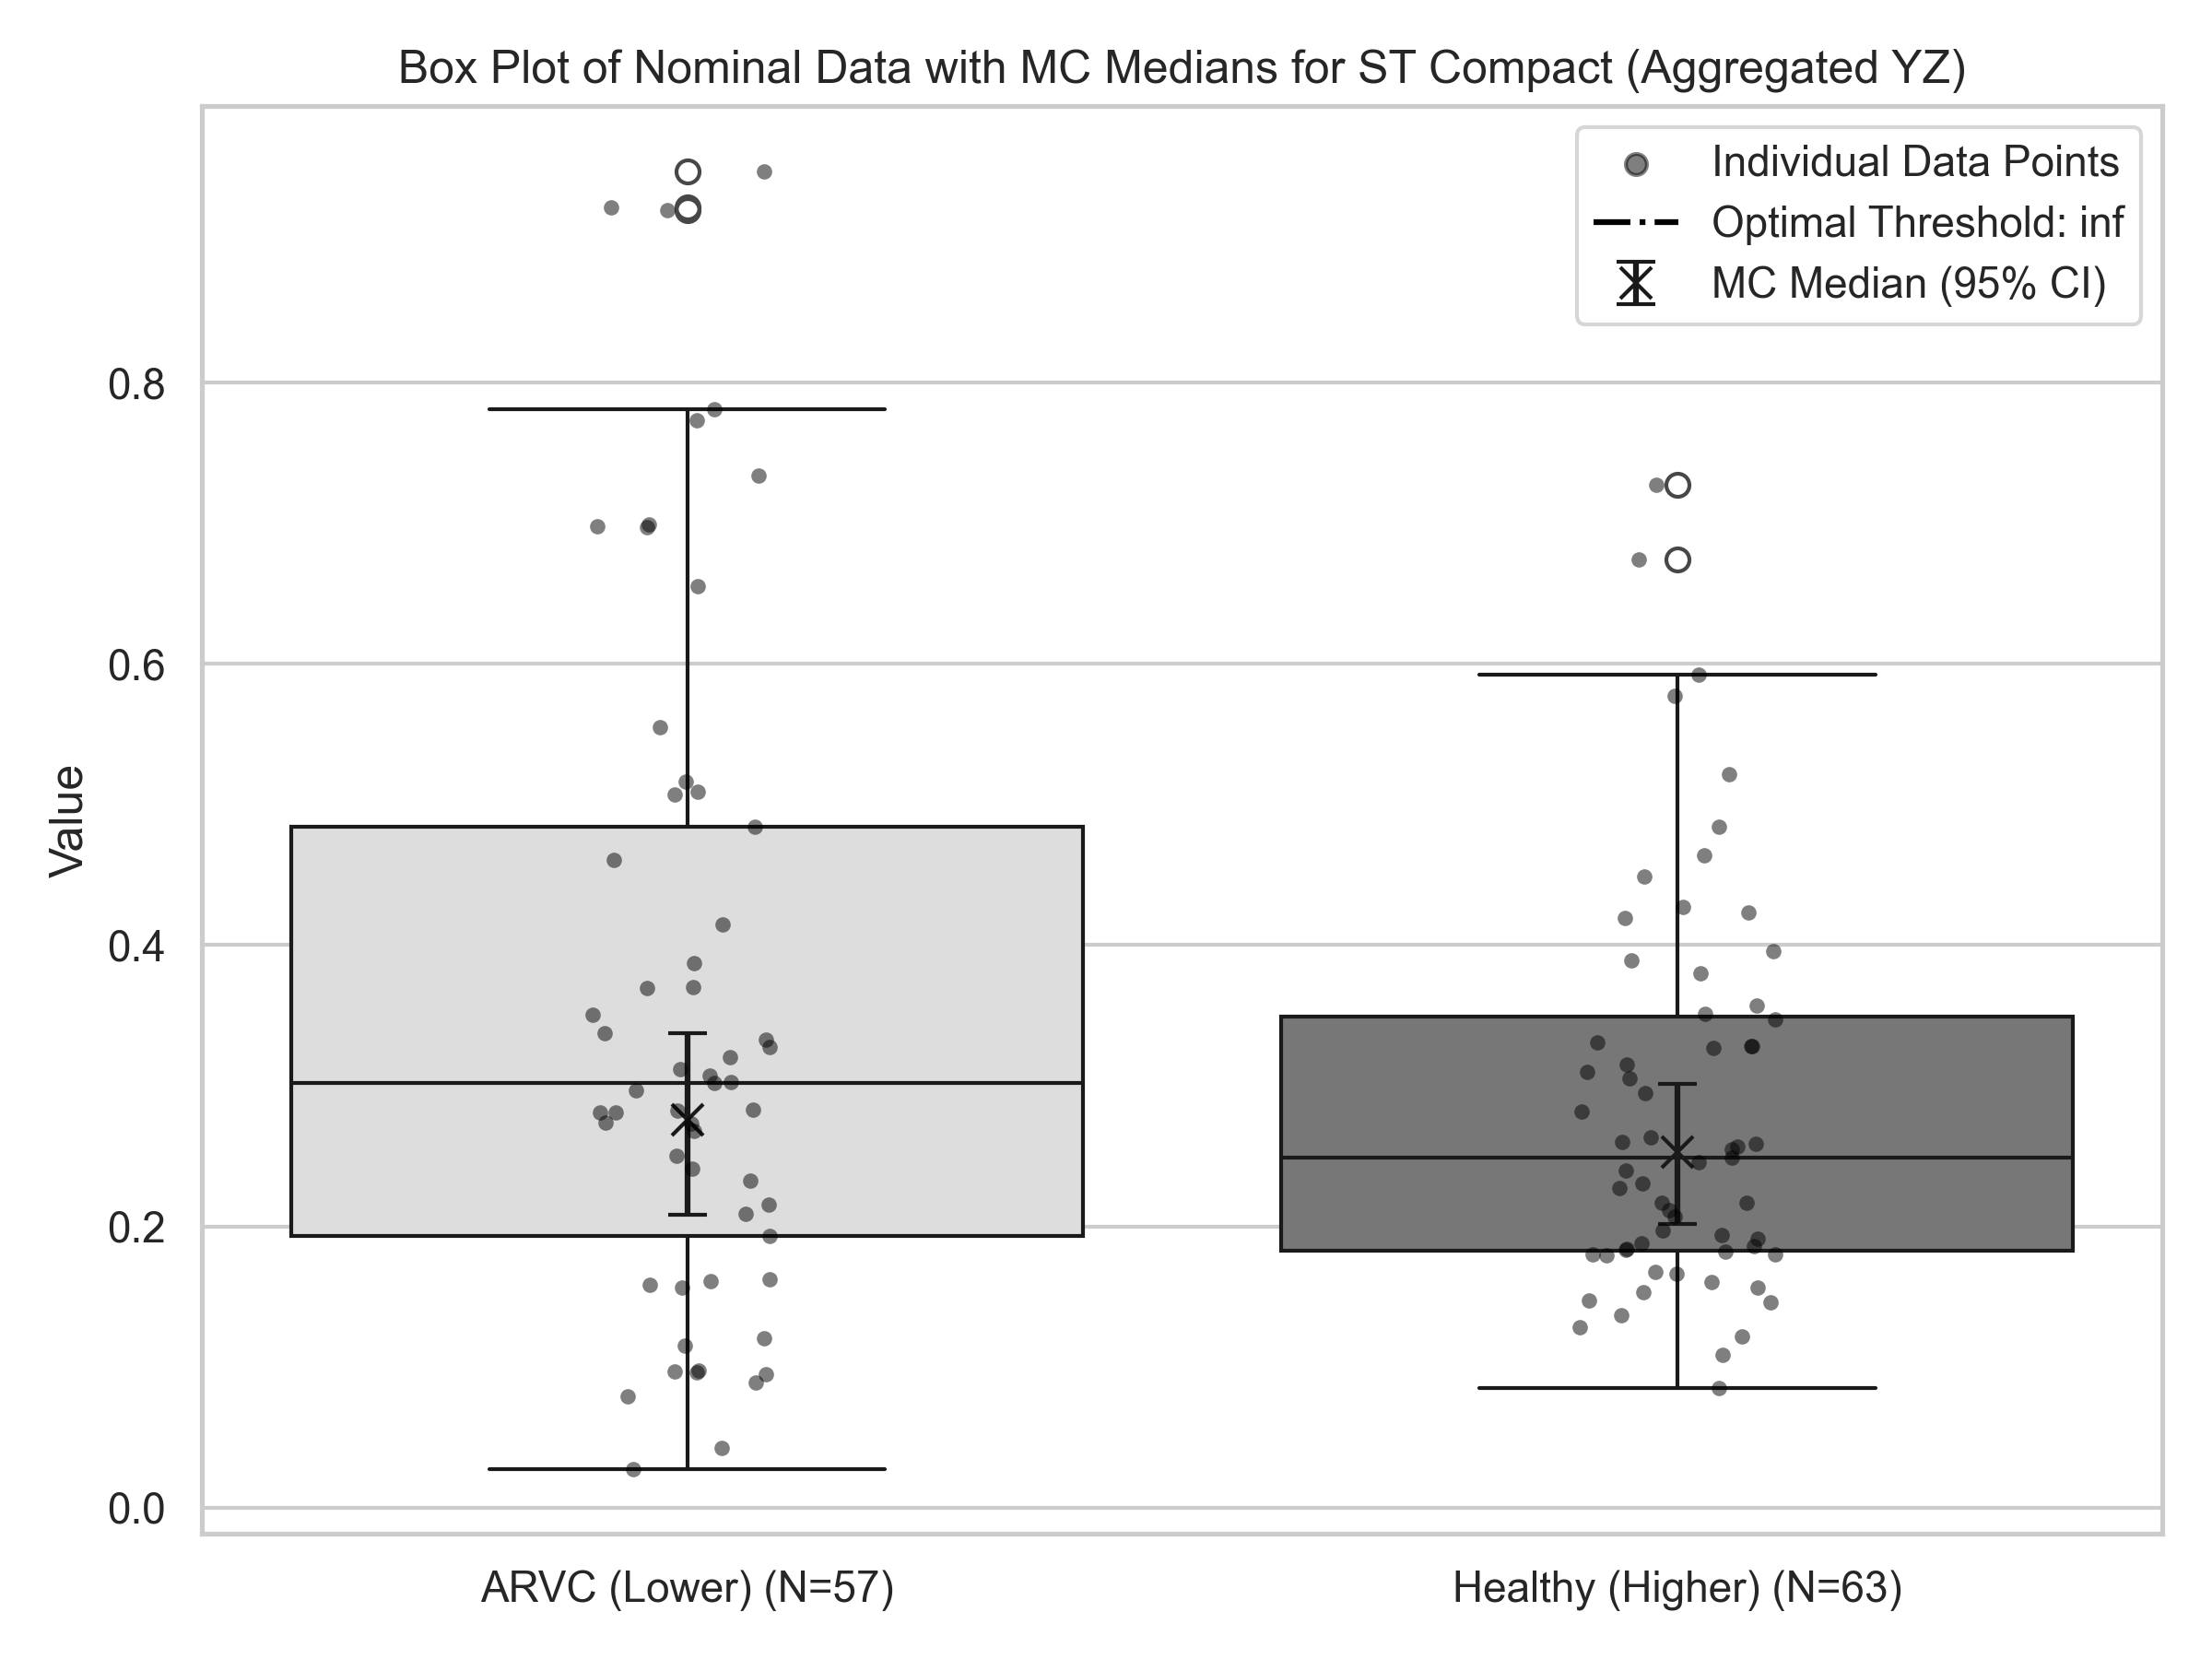 Box Plot of Nominal Data with MC Medians for ST Compact (Aggregated YZ)
Individual Data Points
Optimal Threshold: inf
MC Median (95% CI)
0.8
0.6
0.4
0.2
0.0
Value
ARVC (Lower) (N=57)
Healthy (Higher) (N=63)